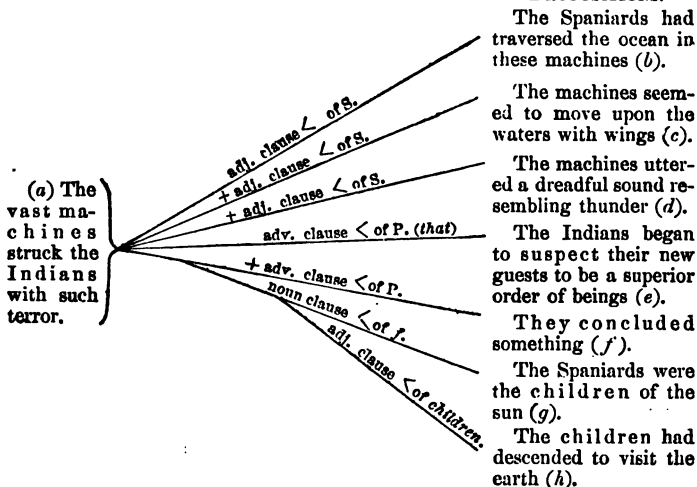 The Spaniards had
traversed the ocean in
these machines (b).
The machines seem-
ed to move upon the
waters with wings (c).
The machines utter-
ed a dreadful sound re-
sembling thunder (d).
The Indians began
to suspect their new
guests to be a superior
order of beings (e).
They concluded
something (f).
The Spaniards were
the children of the
sun (g).
The children had
descended to visit the
earth (h).
(a) The
vast ma-
chines
struck the
Indians
with such
terror.
adj. clause < of S.
+ adj. clause < of S.
+ adj. clause < of S.
adv. clause < of P. (that)
+ adv. clause < of P.
noun clause < of f.
adj. clause < of children.